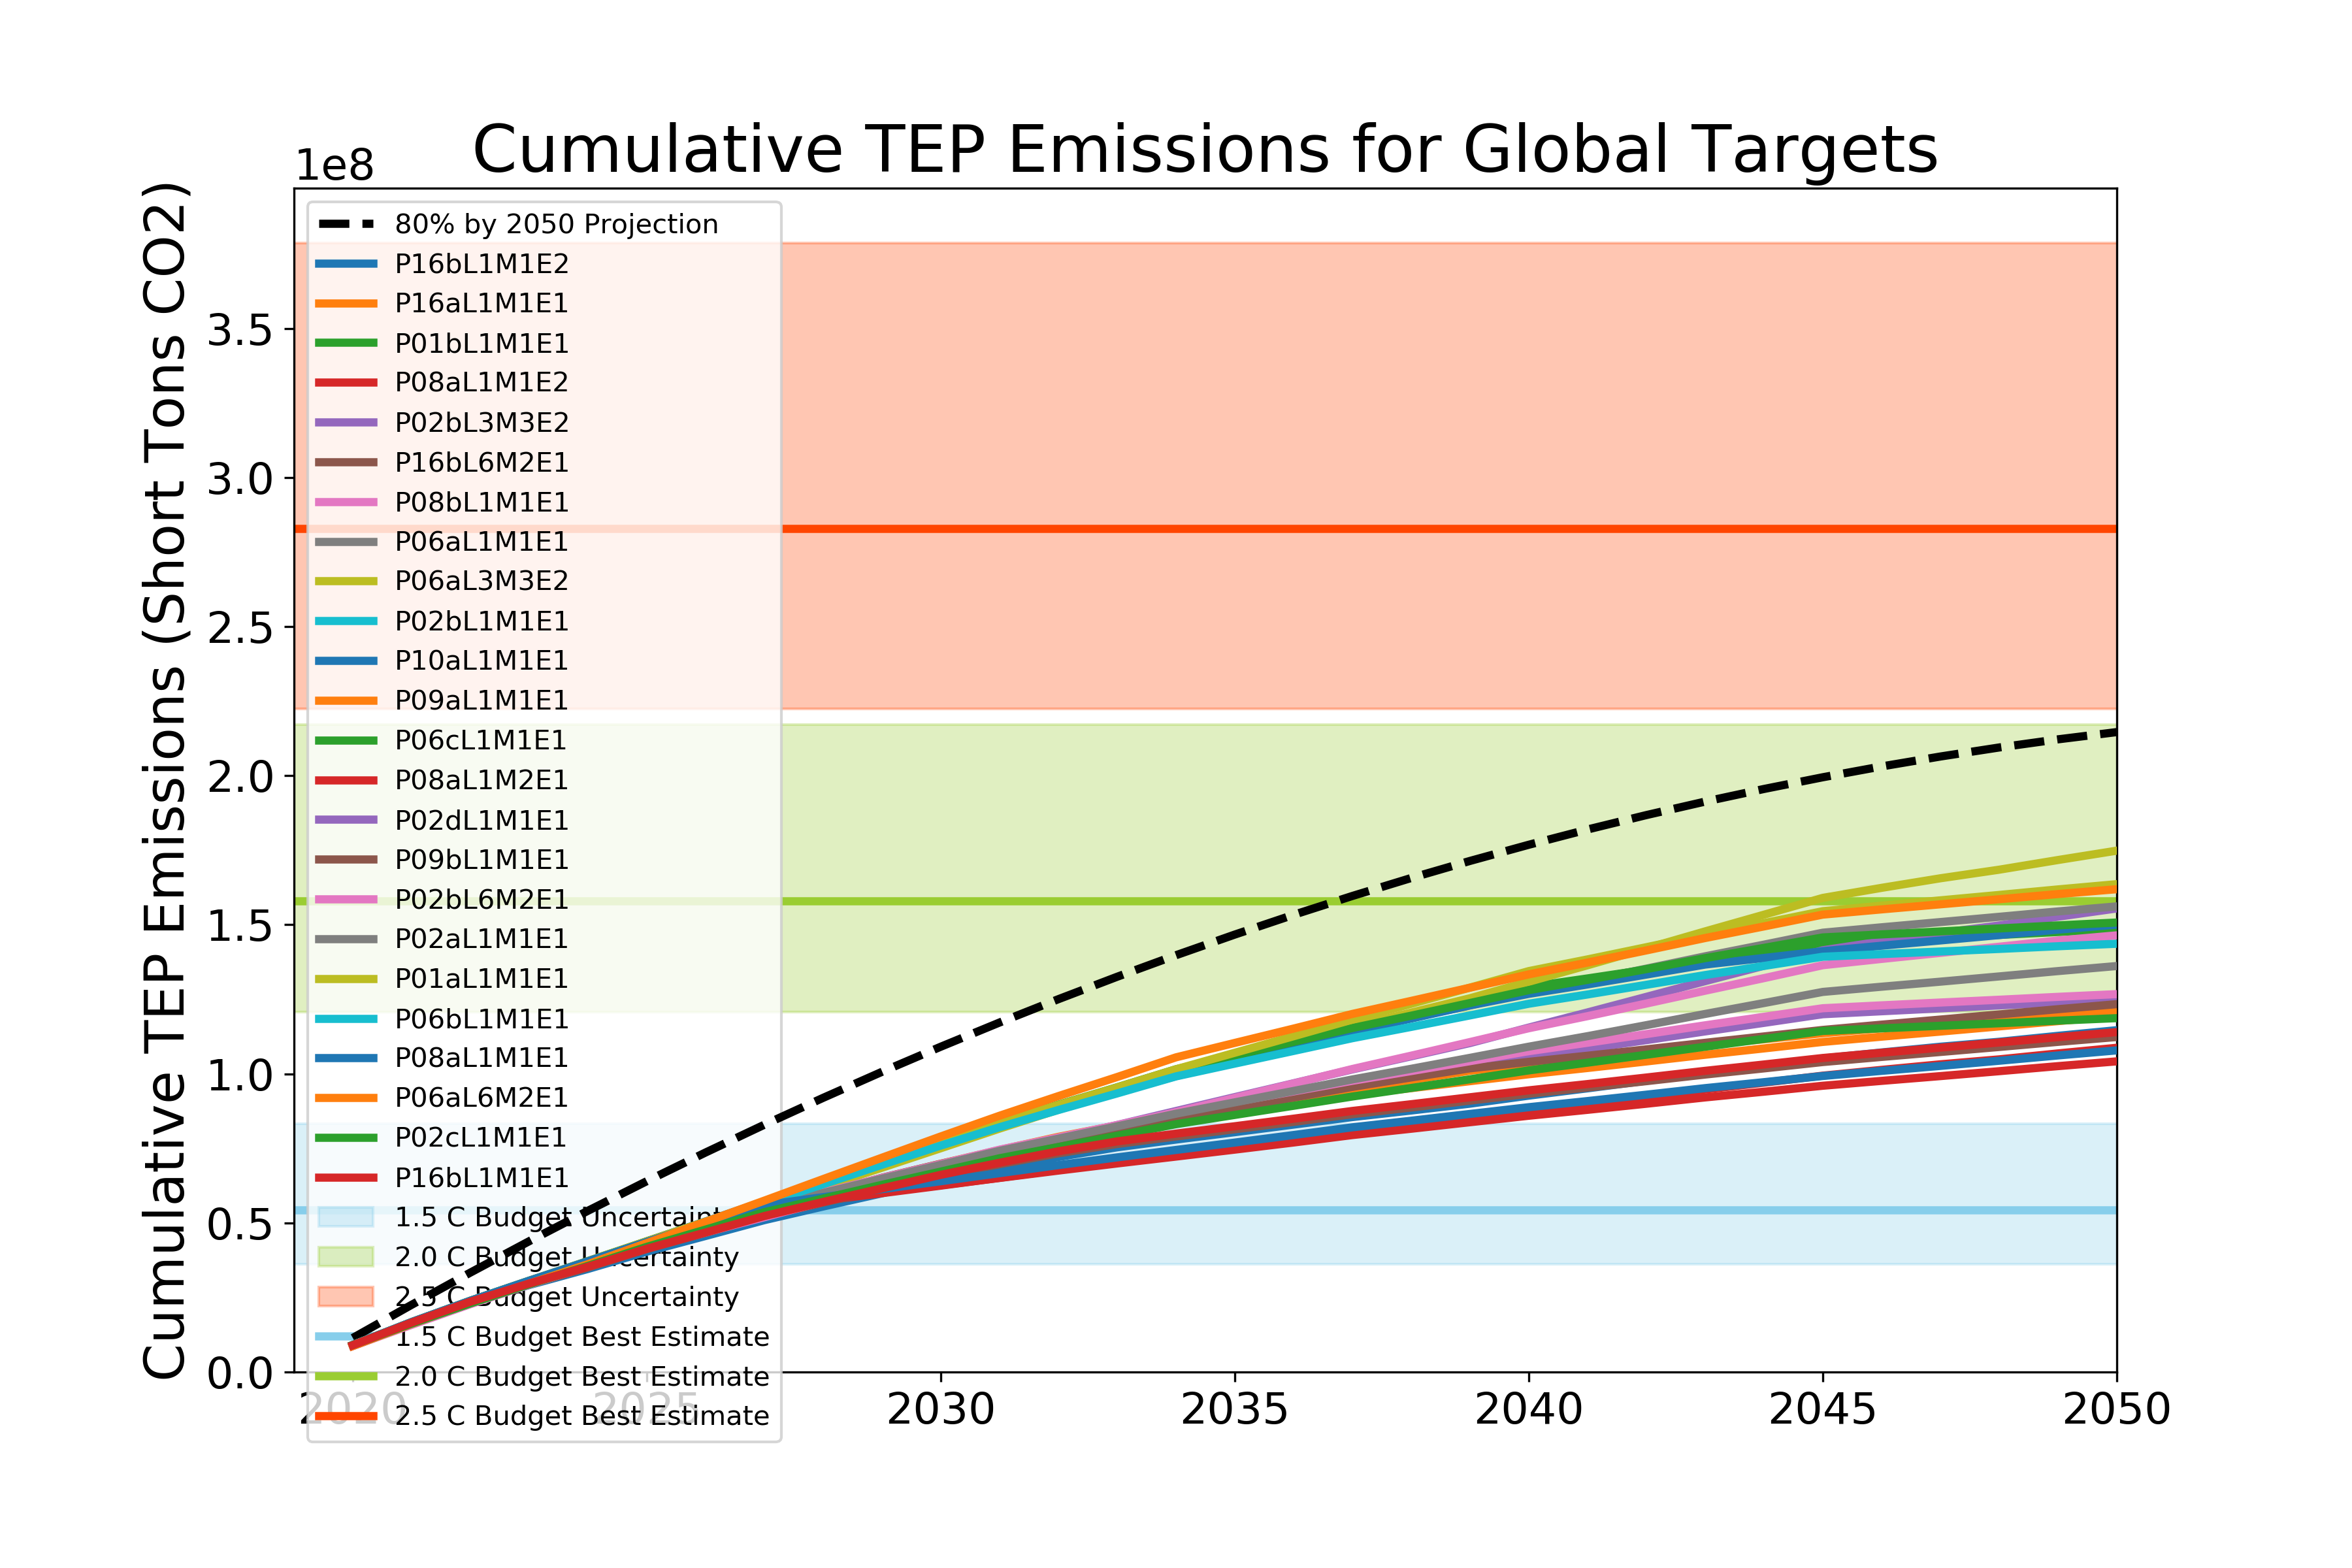 Cumulative TEP Emissions for Global Targets
1e8
Cumulative TEP Emissions (Short Tons CO2)
3.5
3.0
2.5
2.0
1.5
1.0
0.5
0.0
80% by 2050 Projection
P16bL1M1E2
P16aL1M1E1
P01bL1M1E1
P08aL1M1E2
P02bL3M3E2
P16bL6M2E1
P08bL1M1E1
P06aL1M1E1
P06aL3M3E2
P02bL1M1E1
P10aL1M1E1
P09aL1M1E1
P06cL1M1E1
P08aL1M2E1
P02dL1M1E1
P09bL1M1E1
P02bL6M2E1
P02aL1M1E1
P01aL1M1E1
P06bL1M1E1
P08aL1M1E1
P06aL6M2E1
P02cL1M1E1
P16bL1M1E1
1.5 C Budget Uncertainty
2.0 C Budget Uncertainty
2.5 C Budget Uncertainty
1.5 C Budget Best Estimate
2.0 C Budget Best Estimate
2.5 C Budget Best Estimate
2020 2025 2030 2035 2040 2045 2050